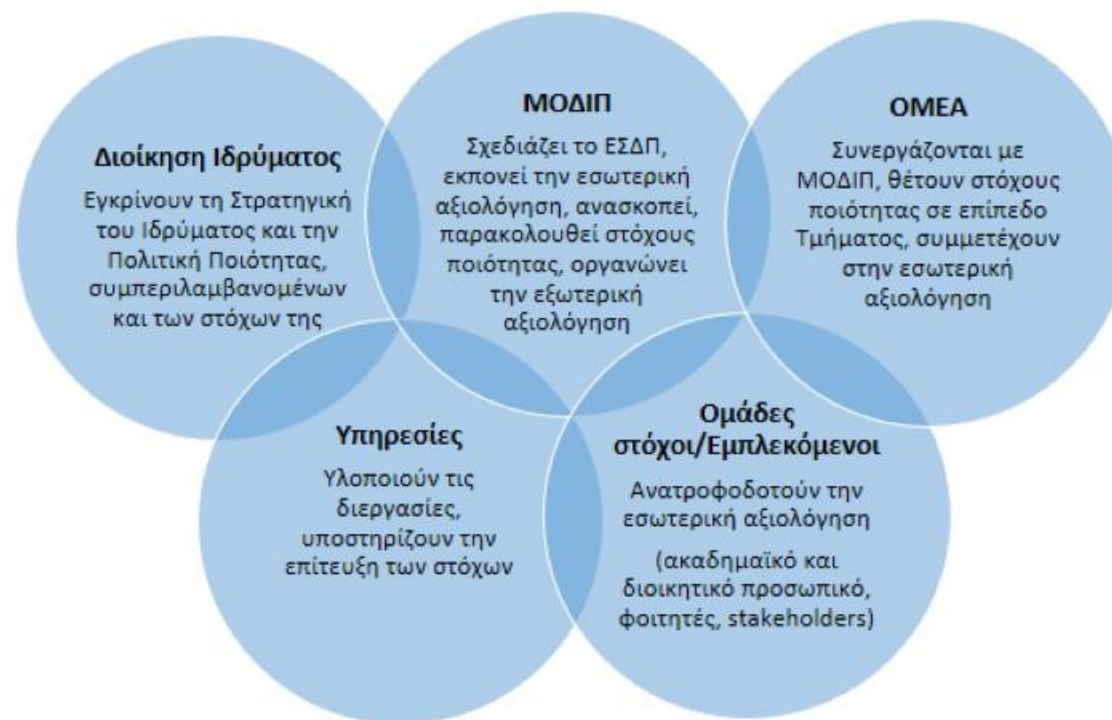 Διοίκηση Ιδρύματος
Εγκρίνουν τη Στρατηγική
του Ιδρύματος και την
Πολιτική Ποιότητας,
συμπεριλαμβανομένων
και των στόχων της
ΜΟΔΙΠ
Σχεδιάζει το ΕΣΔΠ,
εκπονεί την εσωτερική
αξιολόγηση, ανασκοπεί,
παρακολουθεί στόχους
ποιότητας, οργανώνει
την εξωτερική
αξιολόγηση
ΟΜΕΑ
Συνεργάζονται με
ΜΟΔΙΠ, θέτουν στόχους
ποιότητας σε επίπεδο
Τμήματος, συμμετέχουν
στην εσωτερική
αξιολόγηση
Υπηρεσίες
Υλοποιούν τις
διεργασίες,
υποστηρίζουν την
επίτευξη των στόχων
Ομάδες
στόχοι/Εμπλεκόμενοι
Ανατροφοδοτούν την
εσωτερική αξιολόγηση
(ακαδημαϊκό και
διοικητικό προσωπικό,
φοιτητές, stakeholders)